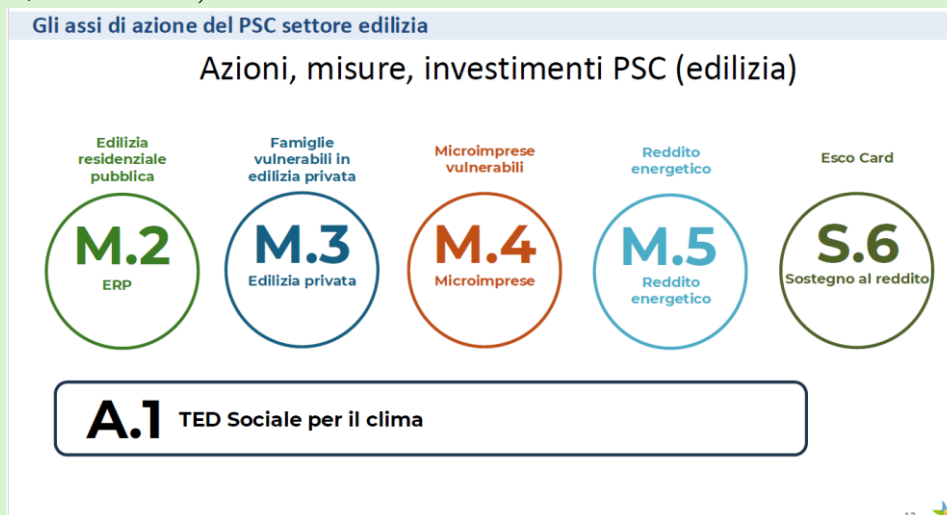 Gli assi di azione del PSC settore edilizia
Azioni, misure, investimenti PSC (edilizia)
Edilizia
residenziale
pubblica
M.2
ERP
Famiglie
vulnerabili in
edilizia privata
M.3
Edilizia privata
Microimprese
vulnerabili
M.4
Microimprese
Reddito
energetico
M.5
Reddito
energetico
Esco Card
S.6
Sostegno al reddito
A.1 TED Sociale per il clima